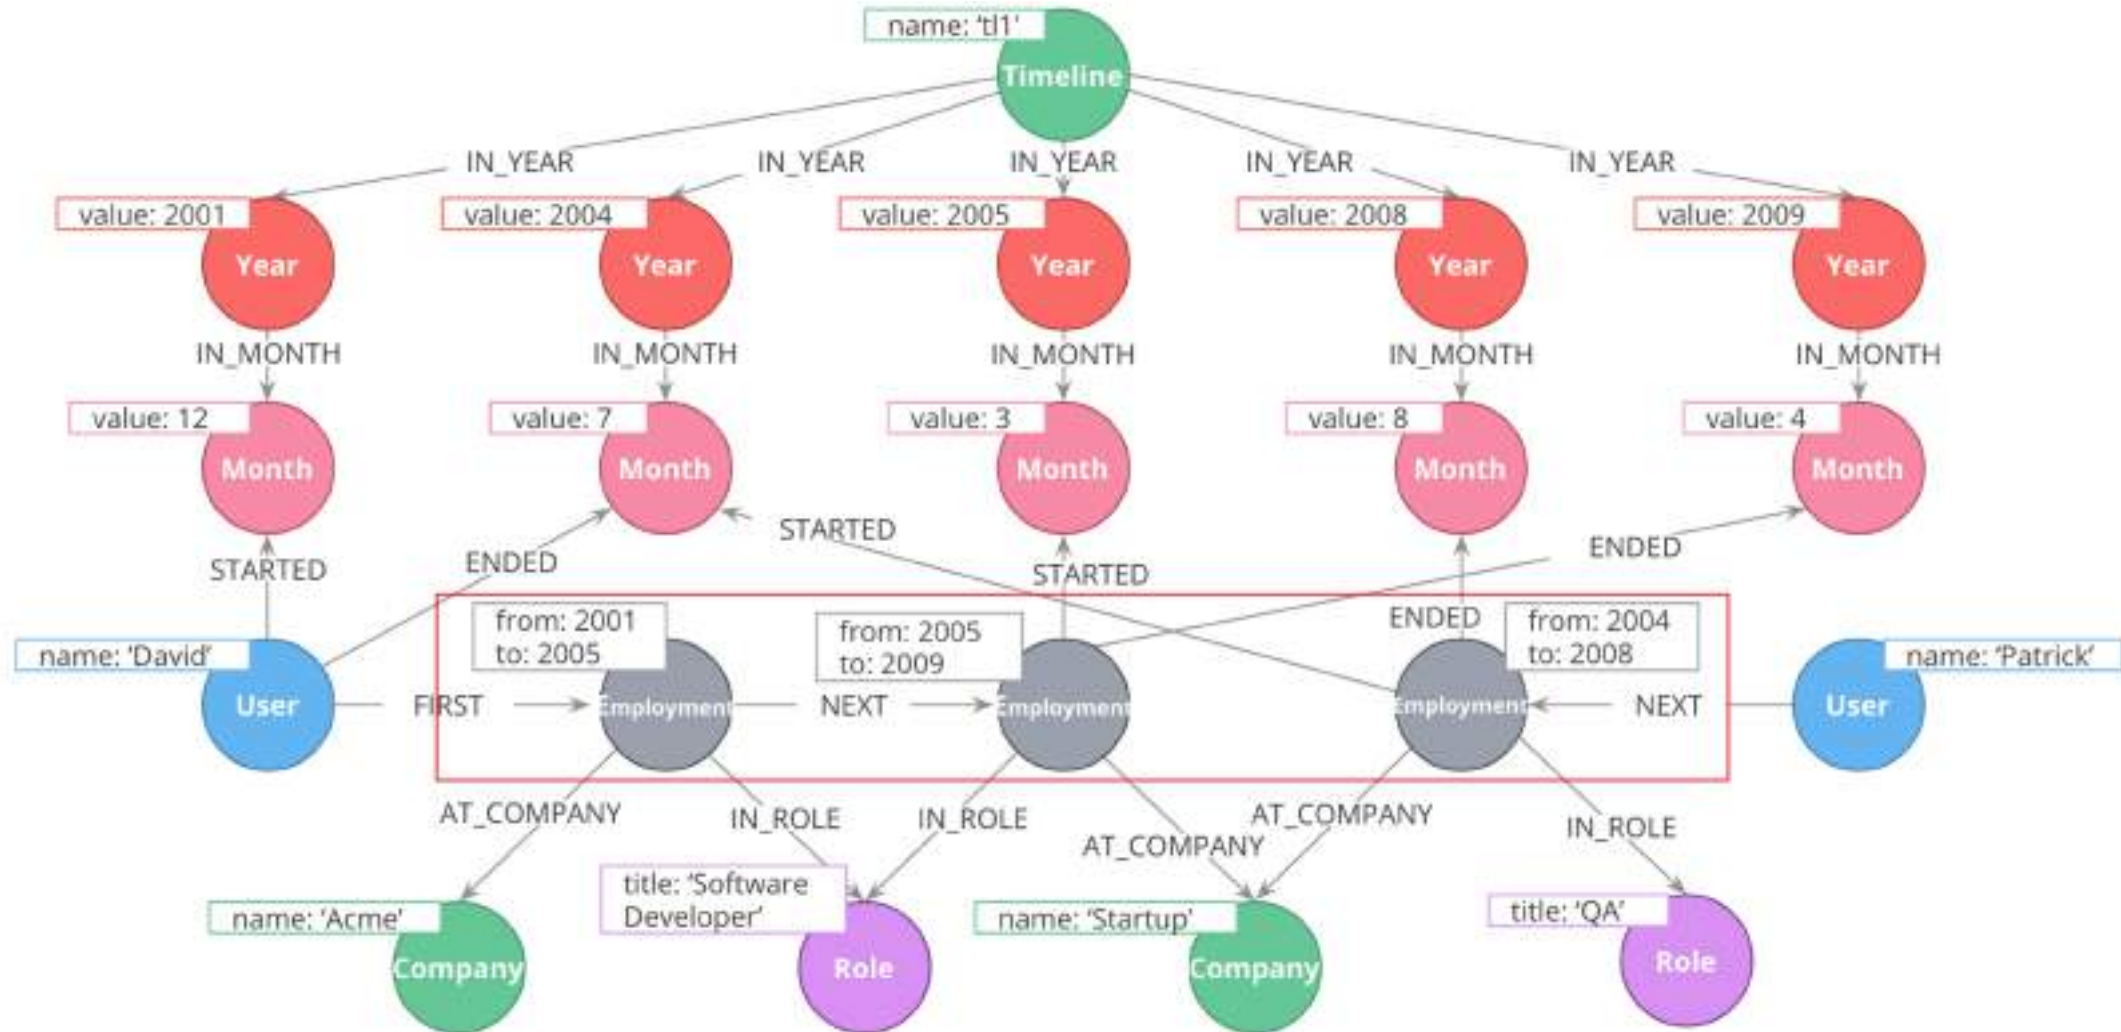 name: ‘tl1’
Timeline
IN_YEAR
IN_YEAR
IN_YEAR
IN_YEAR
IN_YEAR
value: 2001
value: 2004
value: 2005
value: 2008
value: 2009
Year
Year
Year
Year
Year
IN_MONTH
IN_MONTH
IN_MONTH
IN_MONTH
IN_MONTH
value: 12
value: 7
value: 3
value: 8
value: 4
Month
Month
Month
Month
Month
STARTED
ENDED
STARTED
STARTED
ENDED
ENDED
name: ‘David’
from: 2001
to: 2005
from: 2005
to: 2009
from: 2004
to: 2008
name: ‘Patrick’
User
FIRST
Employment
NEXT
Employment
Employment
NEXT
User
AT_COMPANY
IN_ROLE
IN_ROLE
AT_COMPANY
AT_COMPANY
IN_ROLE
name: ‘Acme’
title: ‘Software
Developer’
name: ‘Startup’
title: ‘QA’
Company
Role
Company
Role